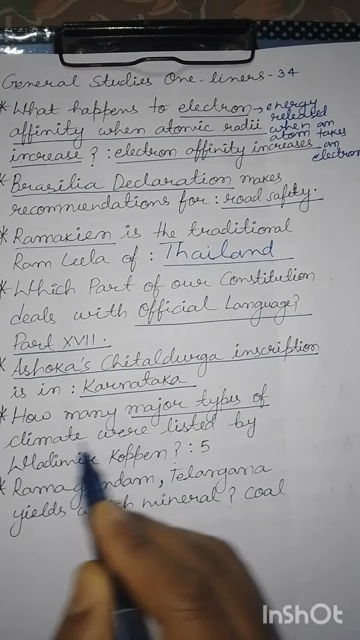 General Studies One-liners-34
* What happens to electron → energy released when an atom takes an electron
affinity when atomic radii
increase? : electron affinity increases
* Brasilia Declaration makes
recommendations for : road safety.
* Ramakien is the traditional
Ram Leela of : Thailand
* Which Part of our Constitution
deals with Official Language?
Part XVII.
* Ashoka's Chitaldurga inscription
is in : Karnataka
* How many major types of
climate were listed by
Wladimir Koppen? : 5
* Ramagundam, Telangana
yields which mineral? coal
InShOt